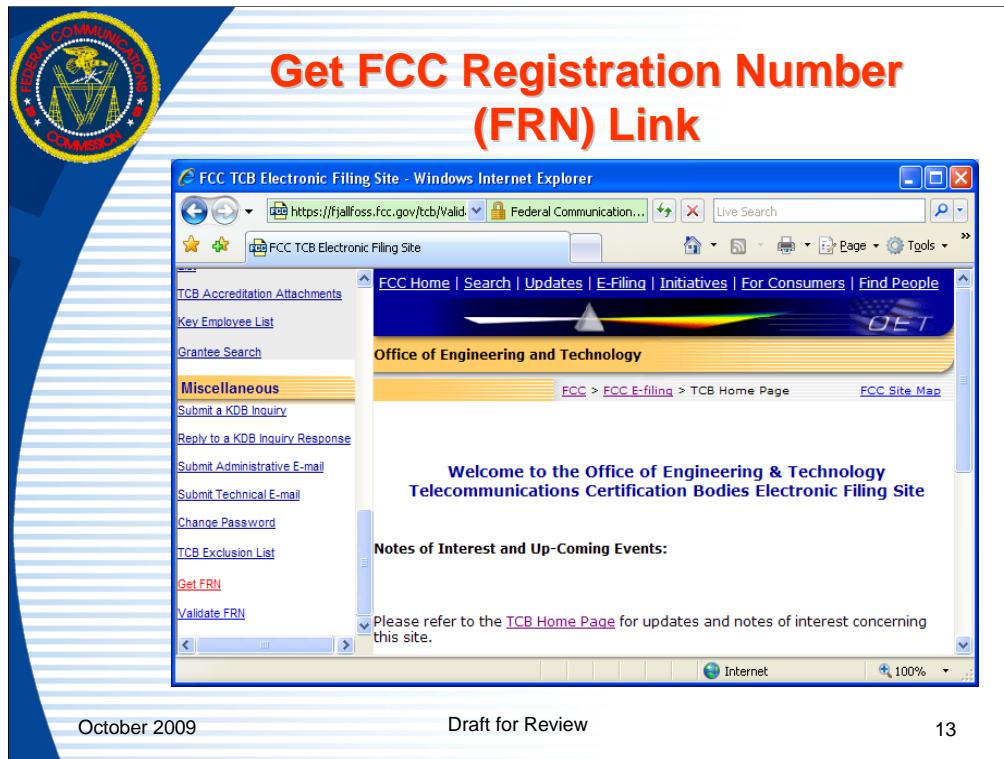 FEDERAL COMMUNICATIONS COMMISSION
Get FCC Registration Number
(FRN) Link
FCC TCB Electronic Filing Site - Windows Internet Explorer
https://fjallfoss.fcc.gov/tcb/Valid
Federal Communication...
Live Search
FCC TCB Electronic Filing Site
Page
Tools
TCB Accreditation Attachments
Key Employee List
Grantee Search
Miscellaneous
Submit a KDB Inquiry
Reply to a KDB Inquiry Response
Submit Administrative E-mail
Submit Technical E-mail
Change Password
TCB Exclusion List
Get FRN
Validate FRN
FCC Home | Search | Updates | E-Filing | Initiatives | For Consumers | Find People
OET
Office of Engineering and Technology
FCC > FCC E-filing > TCB Home Page
FCC Site Map
Welcome to the Office of Engineering & Technology
Telecommunications Certification Bodies Electronic Filing Site
Notes of Interest and Up-Coming Events:
Please refer to the TCB Home Page for updates and notes of interest concerning
this site.
Internet
100%
October 2009
Draft for Review
13